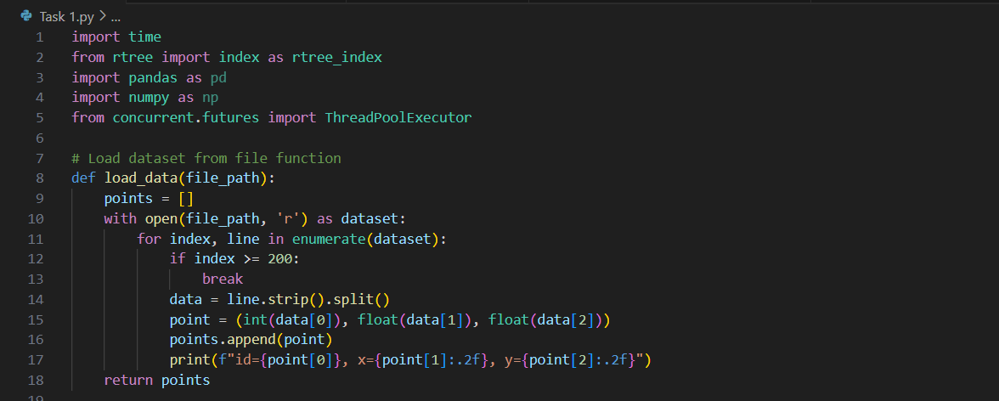 Task 1.py > ...
1 import time
2 from rtree import index as rtree_index
3 import pandas as pd
4 import numpy as np
5 from concurrent.futures import ThreadPoolExecutor
6
7 # Load dataset from file function
8 def load_data(file_path):
9     points = []
10     with open(file_path, 'r') as dataset:
11         for index, line in enumerate(dataset):
12             if index >= 200:
13                 break
14             data = line.strip().split()
15             point = (int(data[0]), float(data[1]), float(data[2]))
16             points.append(point)
17             print(f"id={point[0]}, x={point[1]:.2f}, y={point[2]:.2f}")
18     return points
19